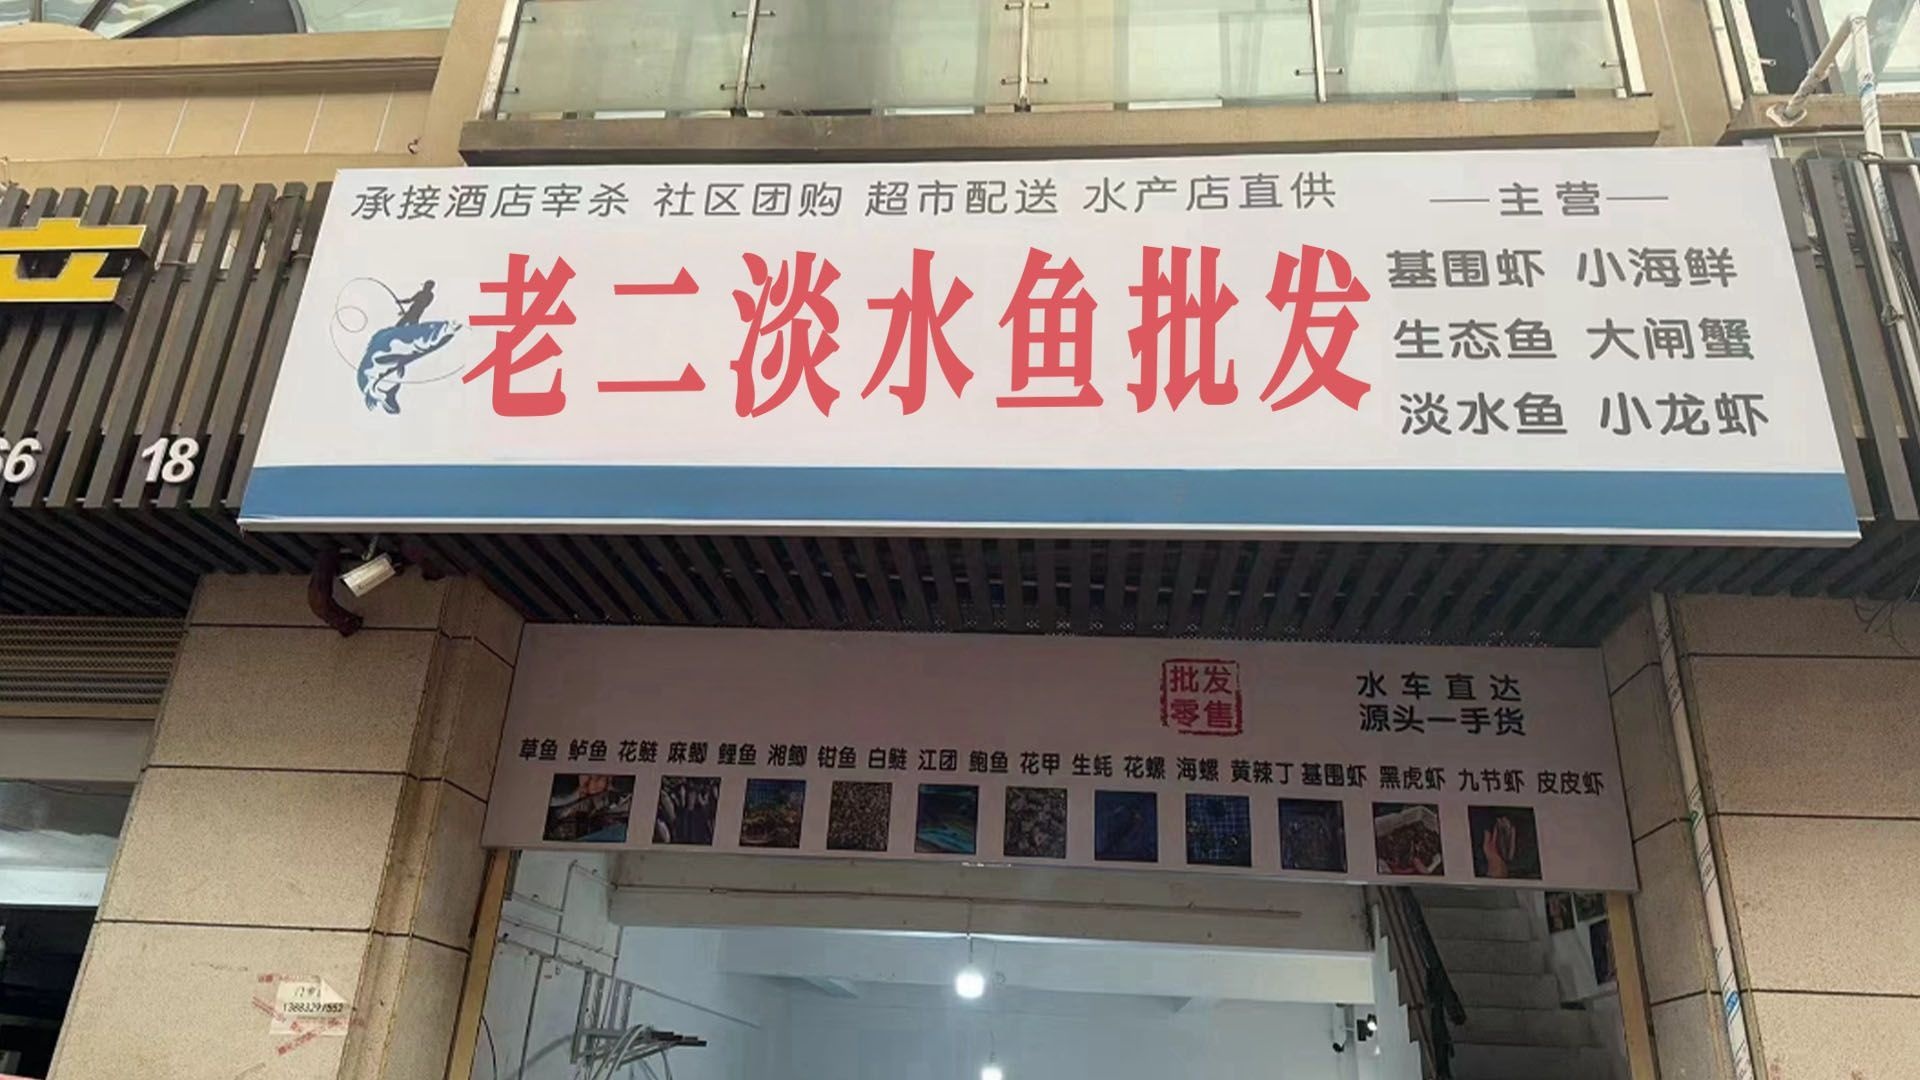 承接酒店宰杀 社区团购 超市配送 水产店直供
老二淡水鱼批发
—主营—
基围虾 小海鲜
生态鱼 大闸蟹
淡水鱼 小龙虾
66 18
批发
零售
水车直达
源头一手货
草鱼 鲈鱼 花鲢 麻鲫 鲤鱼 湘鲫 钳鱼 白鲢 江团 鲍鱼 花甲 生蚝 花螺 海螺 黄辣丁 基围虾 黑虎虾 九节虾 皮皮虾